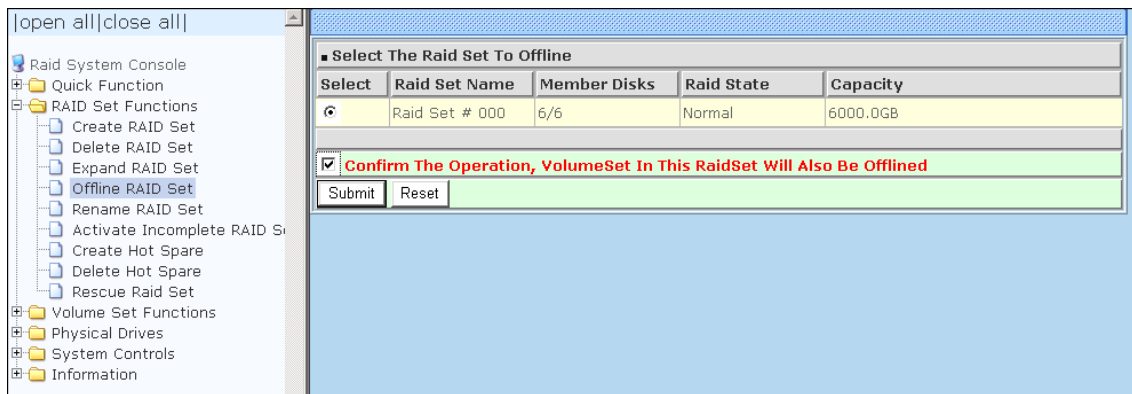 |open all|close all|
Raid System Console
Quick Function
RAID Set Functions
Create RAID Set
Delete RAID Set
Expand RAID Set
Offline RAID Set
Rename RAID Set
Activate Incomplete RAID
Create Hot Spare
Delete Hot Spare
Rescue Raid Set
Volume Set Functions
Physical Drives
System Controls
Information
Select The Raid Set To Offline
Select Raid Set Name Member Disks Raid State Capacity
Raid Set # 000 6/6 Normal 6000.0GB
Confirm The Operation, VolumeSet In This RaidSet Will Also Be Offlined
Submit Reset